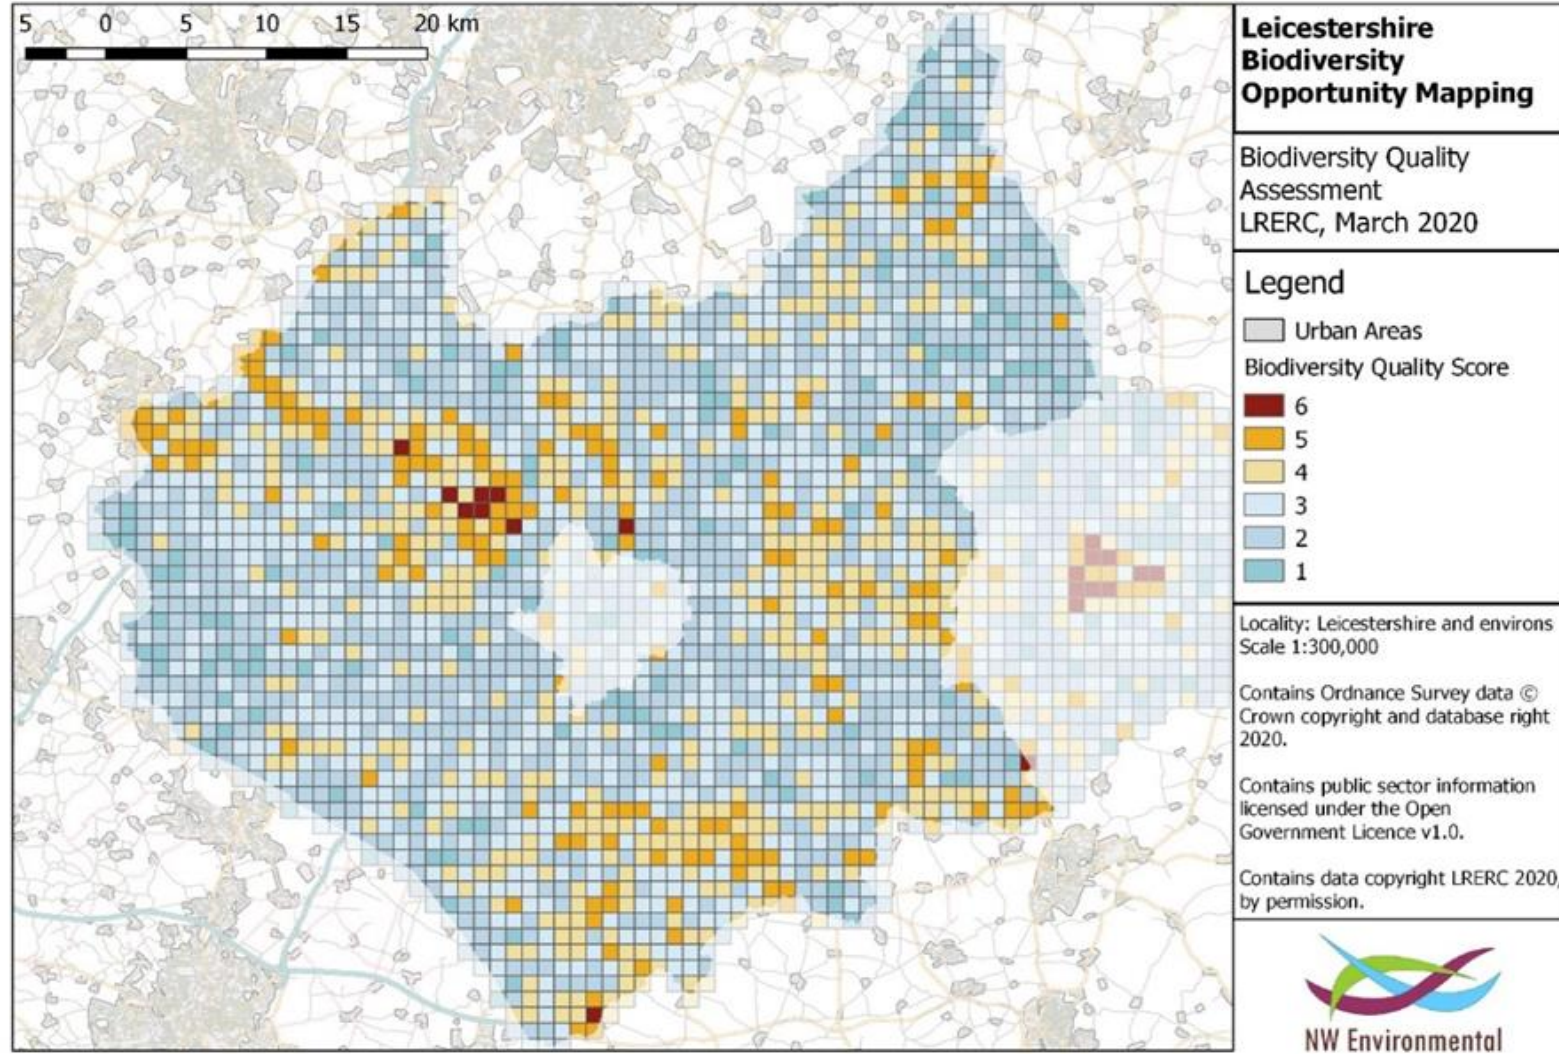 5 0 5 10 15 20 km
Leicestershire
Biodiversity
Opportunity Mapping
Biodiversity Quality
Assessment
LRERC, March 2020
Legend
Urban Areas
Biodiversity Quality Score
6
5
4
3
2
1
Locality: Leicestershire and environs
Scale 1:300,000
Contains Ordnance Survey data ©
Crown copyright and database right
2020.
Contains public sector information
licensed under the Open
Government Licence v1.0.
Contains data copyright LRERC 2020,
by permission.
NW Environmental